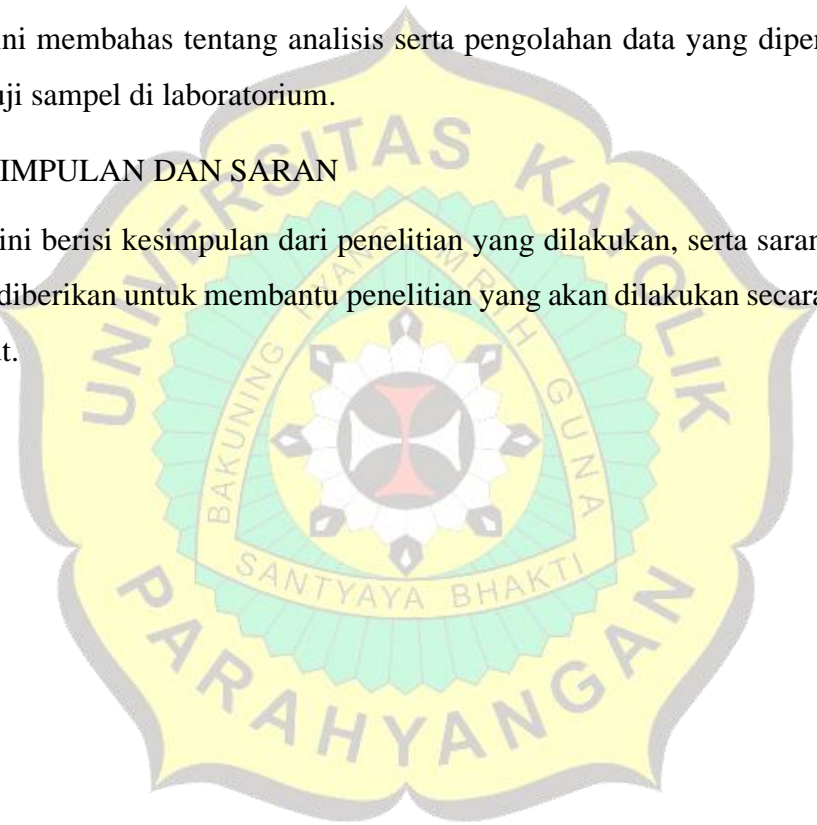 ini membahas tentang analisis serta pengolahan data yang diper
uji sampel di laboratorium.
IMPULAN DAN SARAN
ini berisi kesimpulan dari penelitian yang dilakukan, serta saran
diberikan untuk membantu penelitian yang akan dilakukan secara
ut.
UNIVERSITAS KATOLIK
BAKUNING HYANG MRIH GUNA
SANTYAYA BHAKTI
PARAHYANGAN